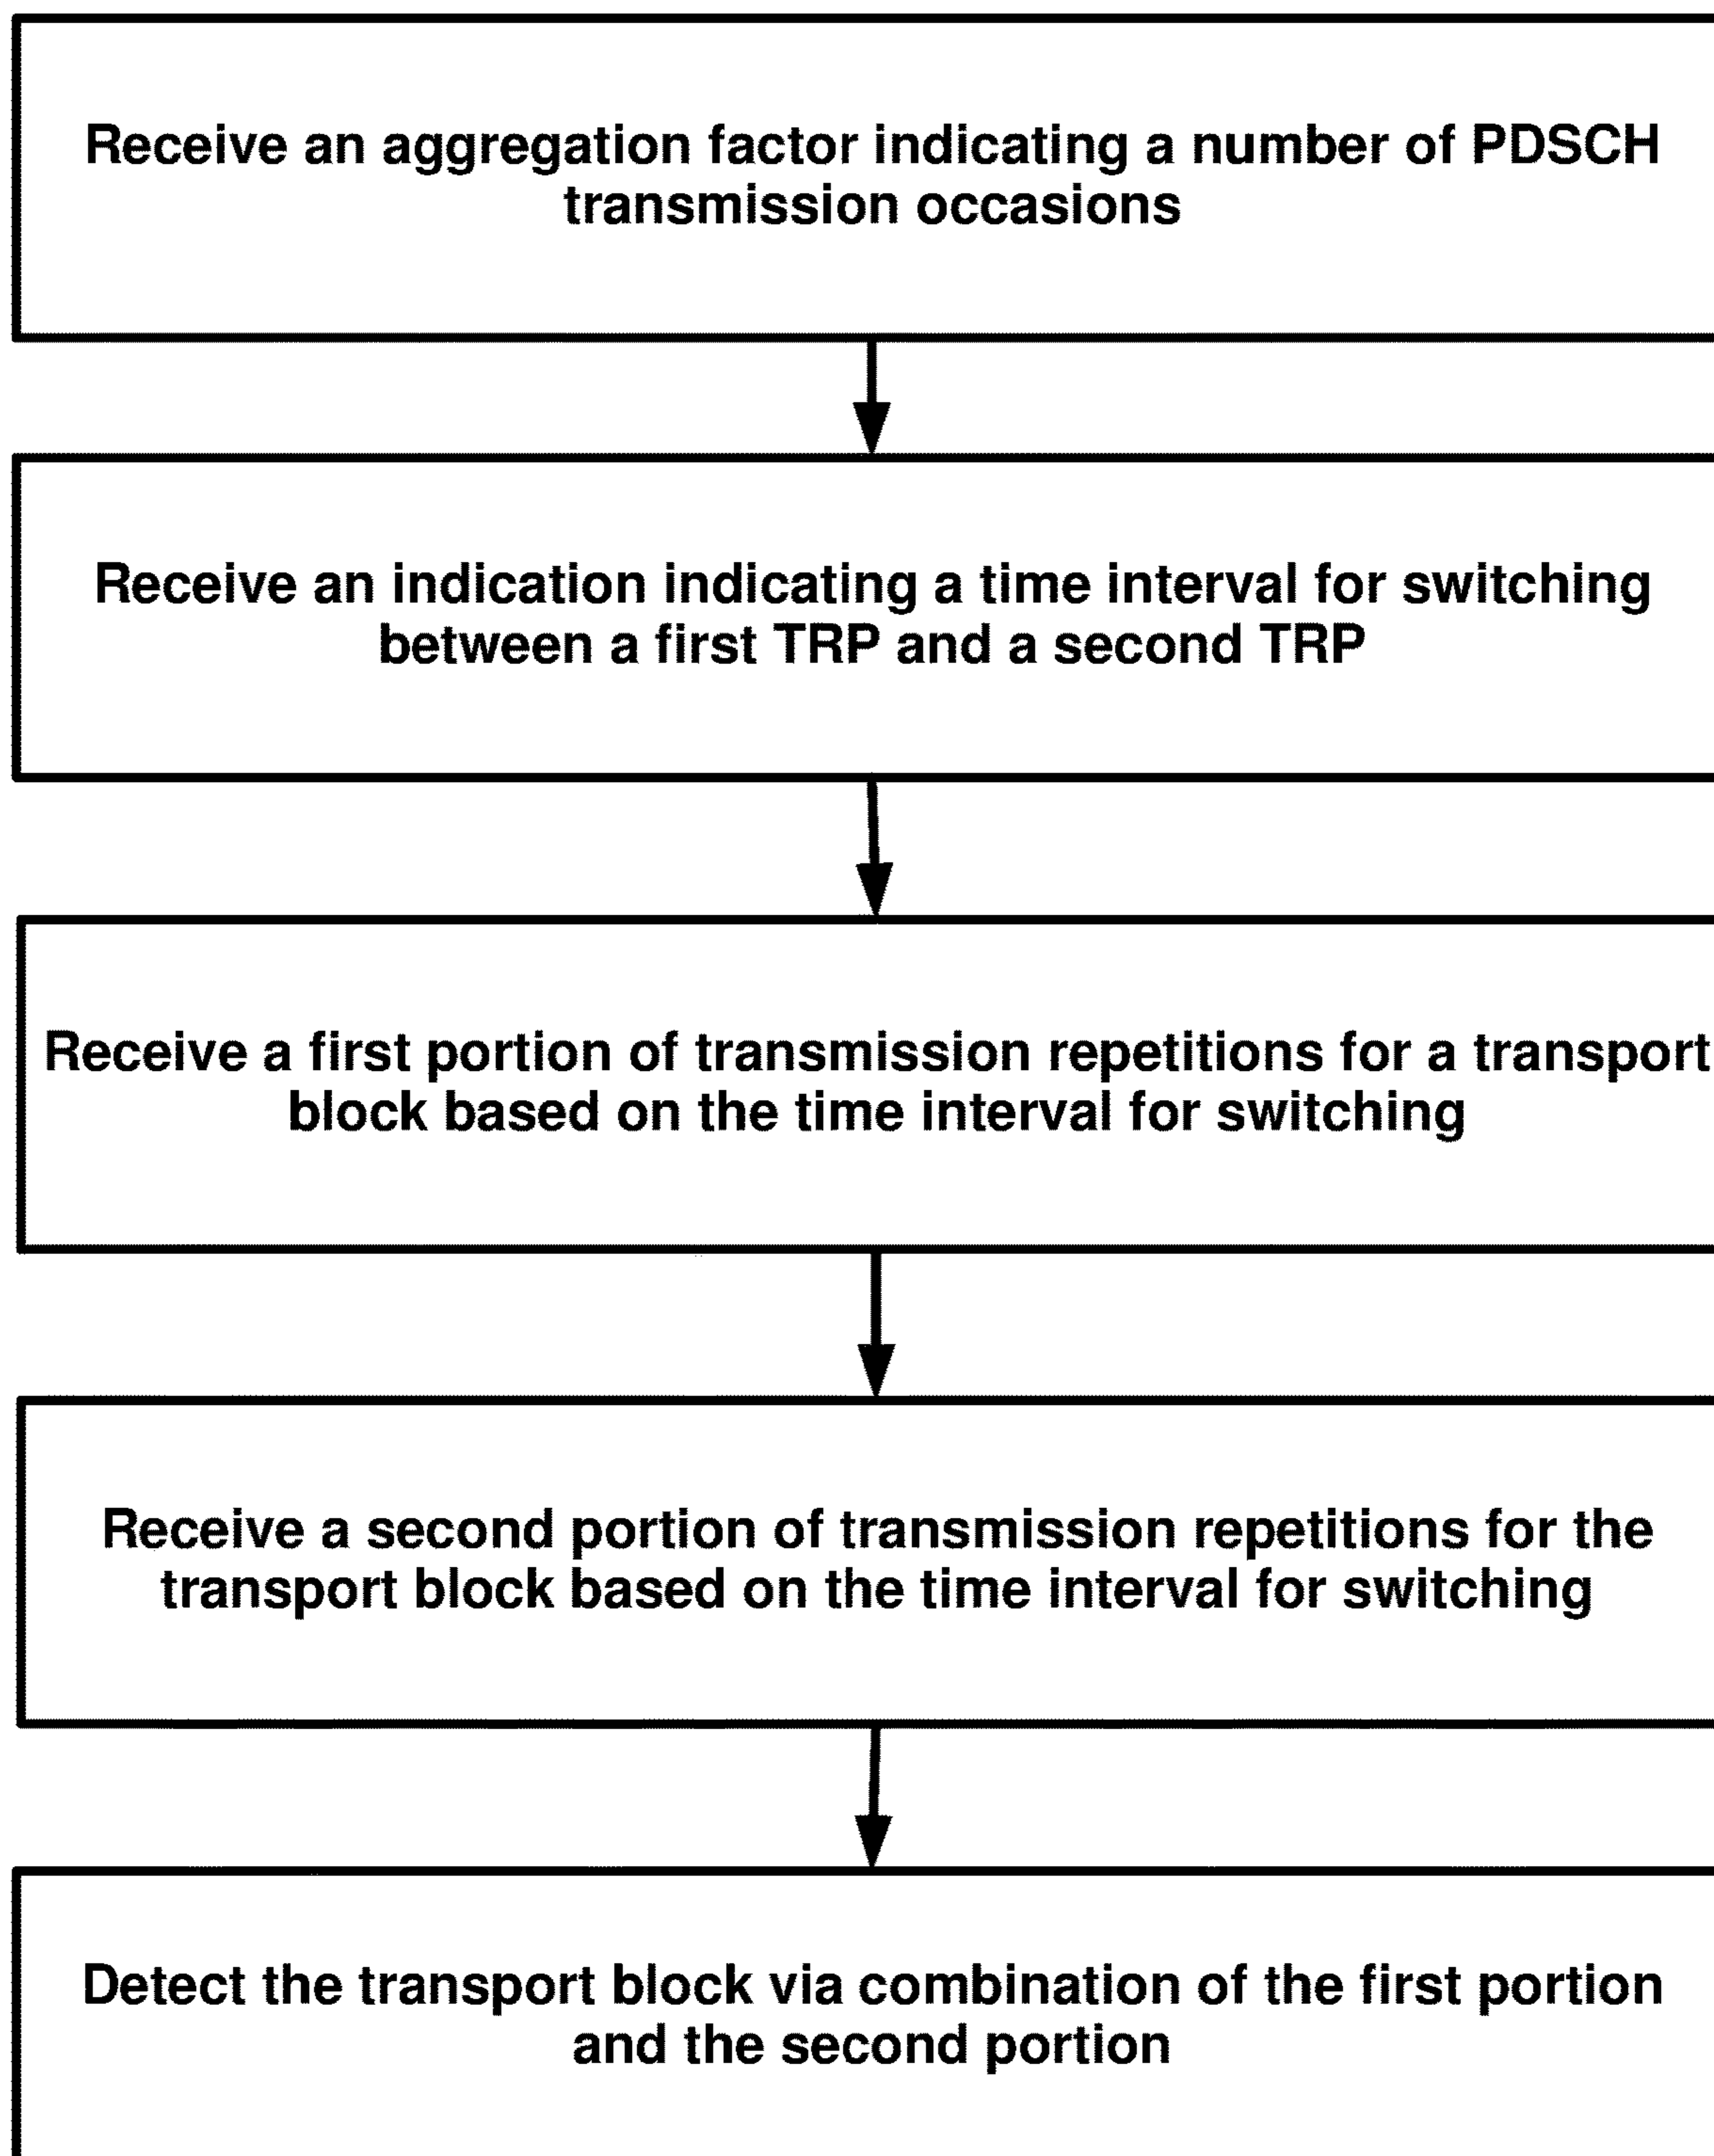 Receive an aggregation factor indicating a number of PDSCH
transmission occasions
Receive an indication indicating a time interval for switching
between a first TRP and a second TRP
Receive a first portion of transmission repetitions for a transport
block based on the time interval for switching
Receive a second portion of transmission repetitions for the
transport block based on the time interval for switching
Detect the transport block via combination of the first portion
and the second portion